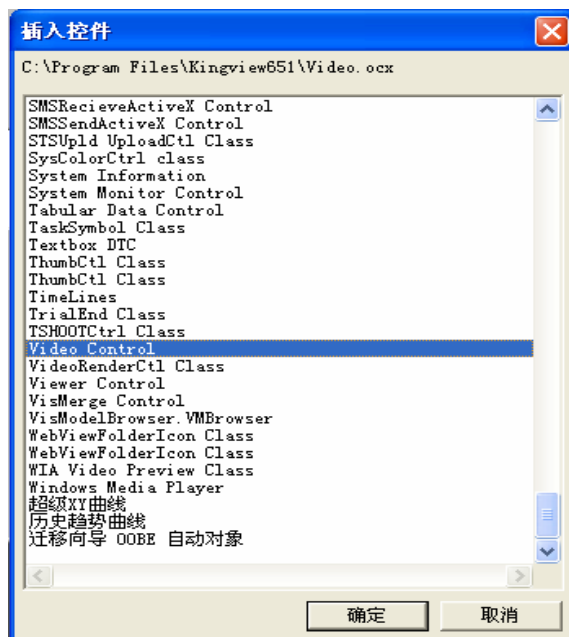 插入控件
C:\Program Files\Kingview651\Video.ocx
SMSRecieveActiveX Control
SMSSendActiveX Control
STSUpld UploadCtl Class
SysColorCtrl class
System Information
System Monitor Control
Tabular Data Control
TaskSymbol Class
Textbox DTC
ThumbCtl Class
ThumbCtl Class
TimeLines
TrialEnd Class
TSHOOTCtrl Class
Video Control
VideoRenderCtl Class
Viewer Control
VisMerge Control
VisModelBrowser.VMBrowser
WebViewFolderIcon Class
WebViewFolderIcon Class
WIA Video Preview Class
Windows Media Player
超级XY曲线
历史趋势曲线
迁移向导 OOBE 自动对象
确定 取消